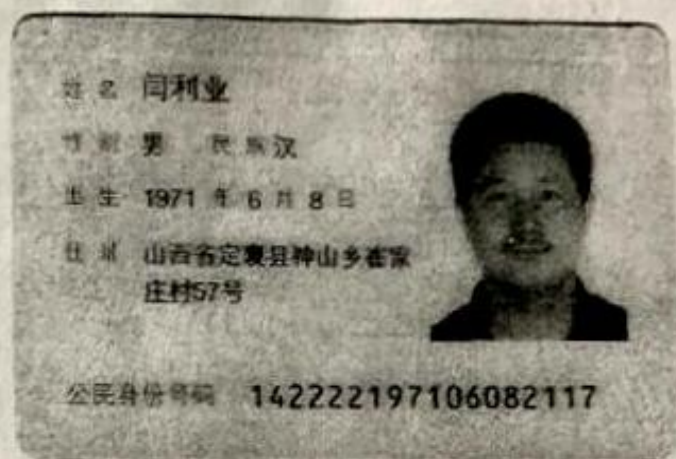 姓名 闫利业
性别 男 民族 汉
出生 1971 年 6 月 8 日
住址 山西省定襄县神山乡崔家
庄村57号
公民身份号码 142222197106082117